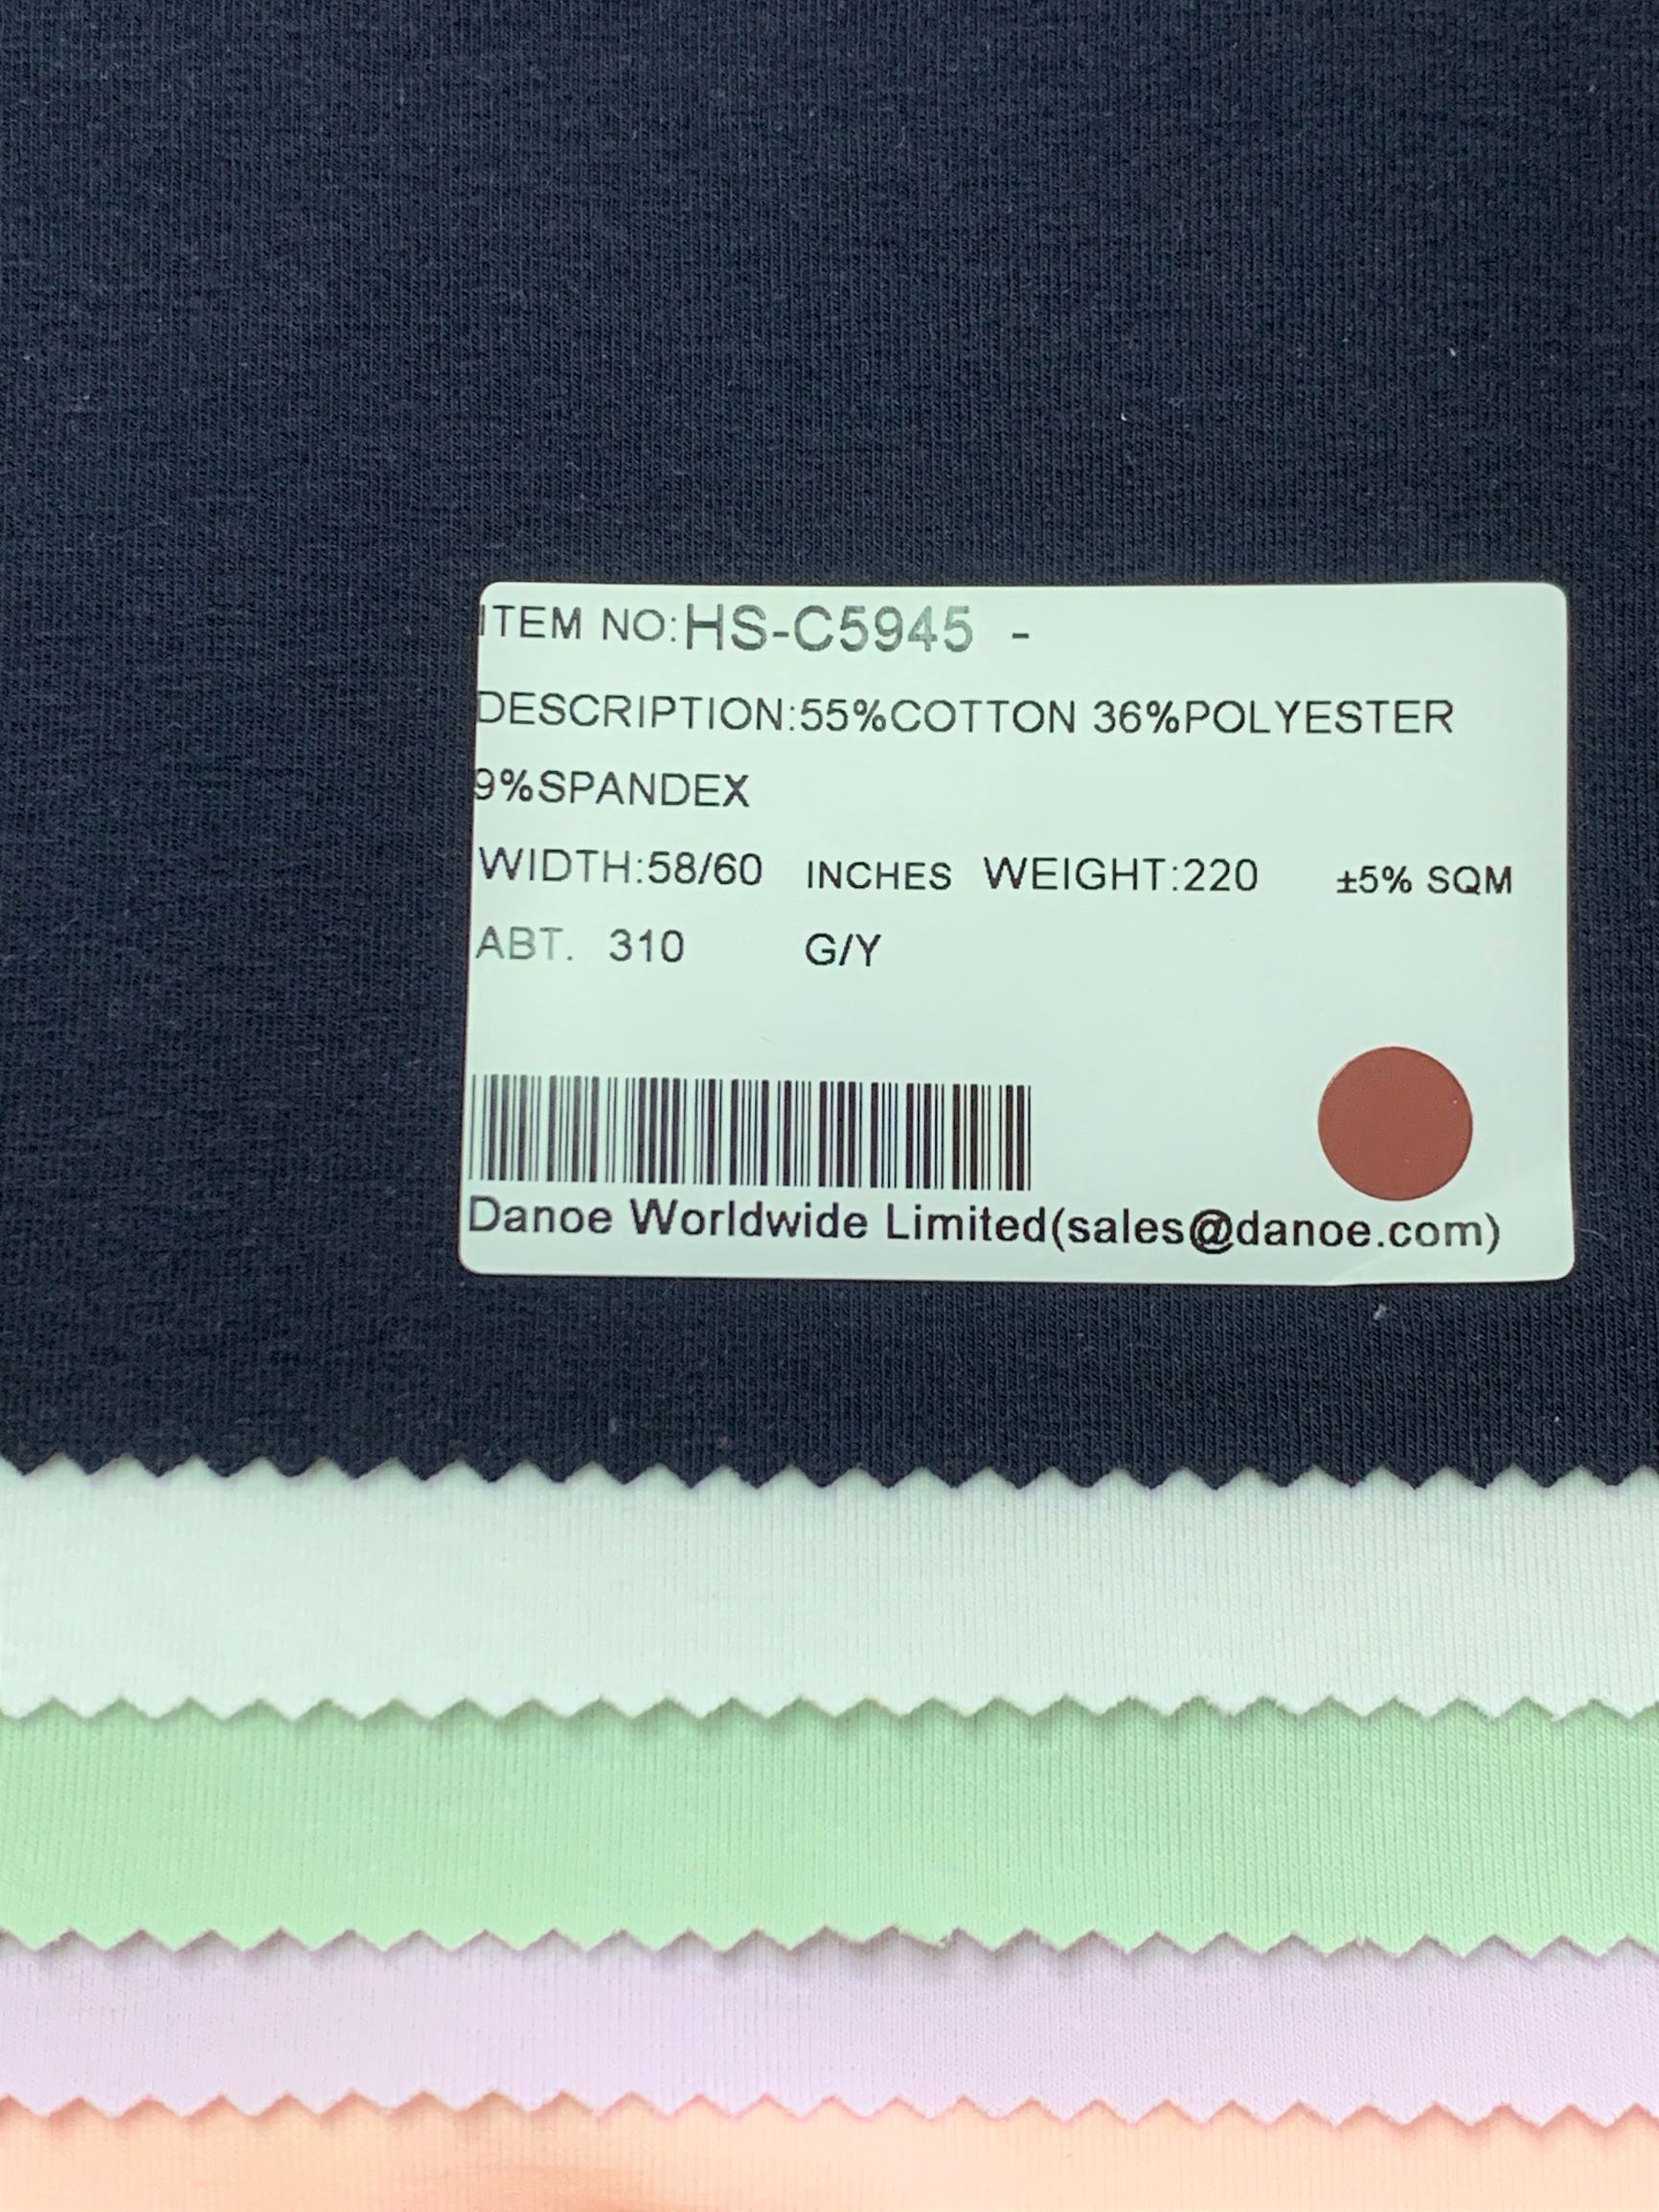 ITEM NO:HS-C5945 -
DESCRIPTION:55%COTTON 36%POLYESTER
9%SPANDEX
WIDTH:58/60 INCHES WEIGHT:220 ±5% SQM
ABT. 310 G/Y
Danoe Worldwide Limited(sales@danoe.com)